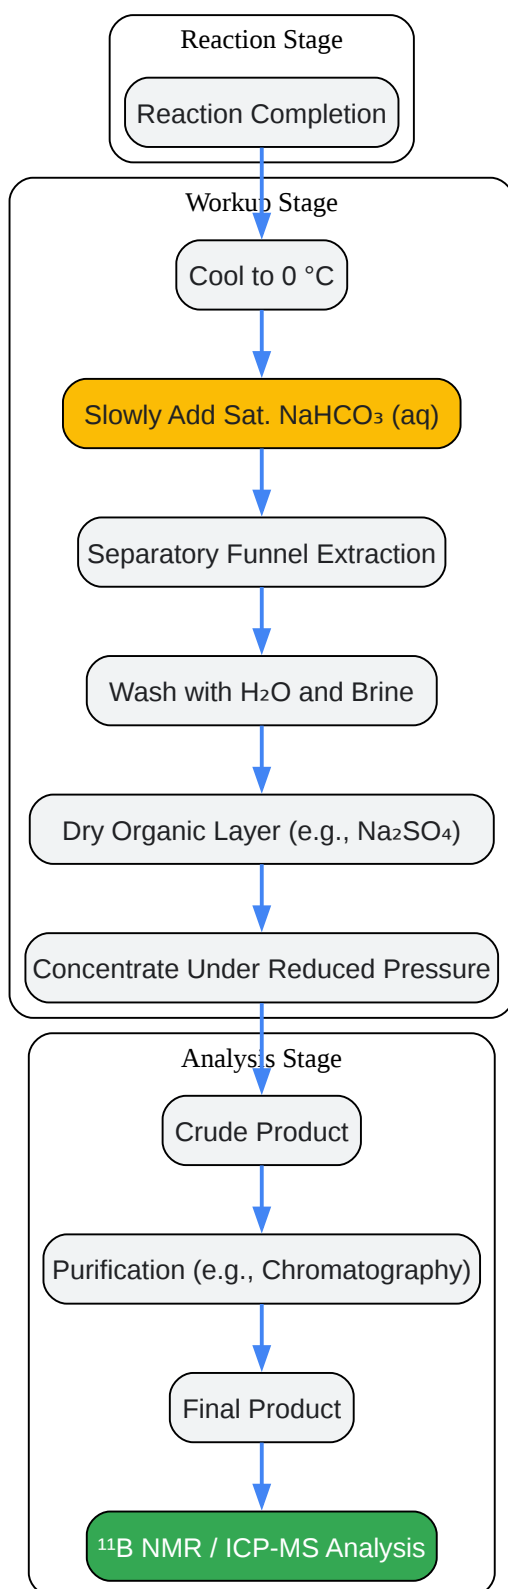 Reaction Stage
Reaction Completion
Workup Stage
Cool to 0 °C
Slowly Add Sat. NaHCO₃ (aq)
Separatory Funnel Extraction
Wash with H₂O and Brine
Dry Organic Layer (e.g., Na₂SO₄)
Concentrate Under Reduced Pressure
Analysis Stage
Crude Product
Purification (e.g., Chromatography)
Final Product
¹¹B NMR / ICP-MS Analysis